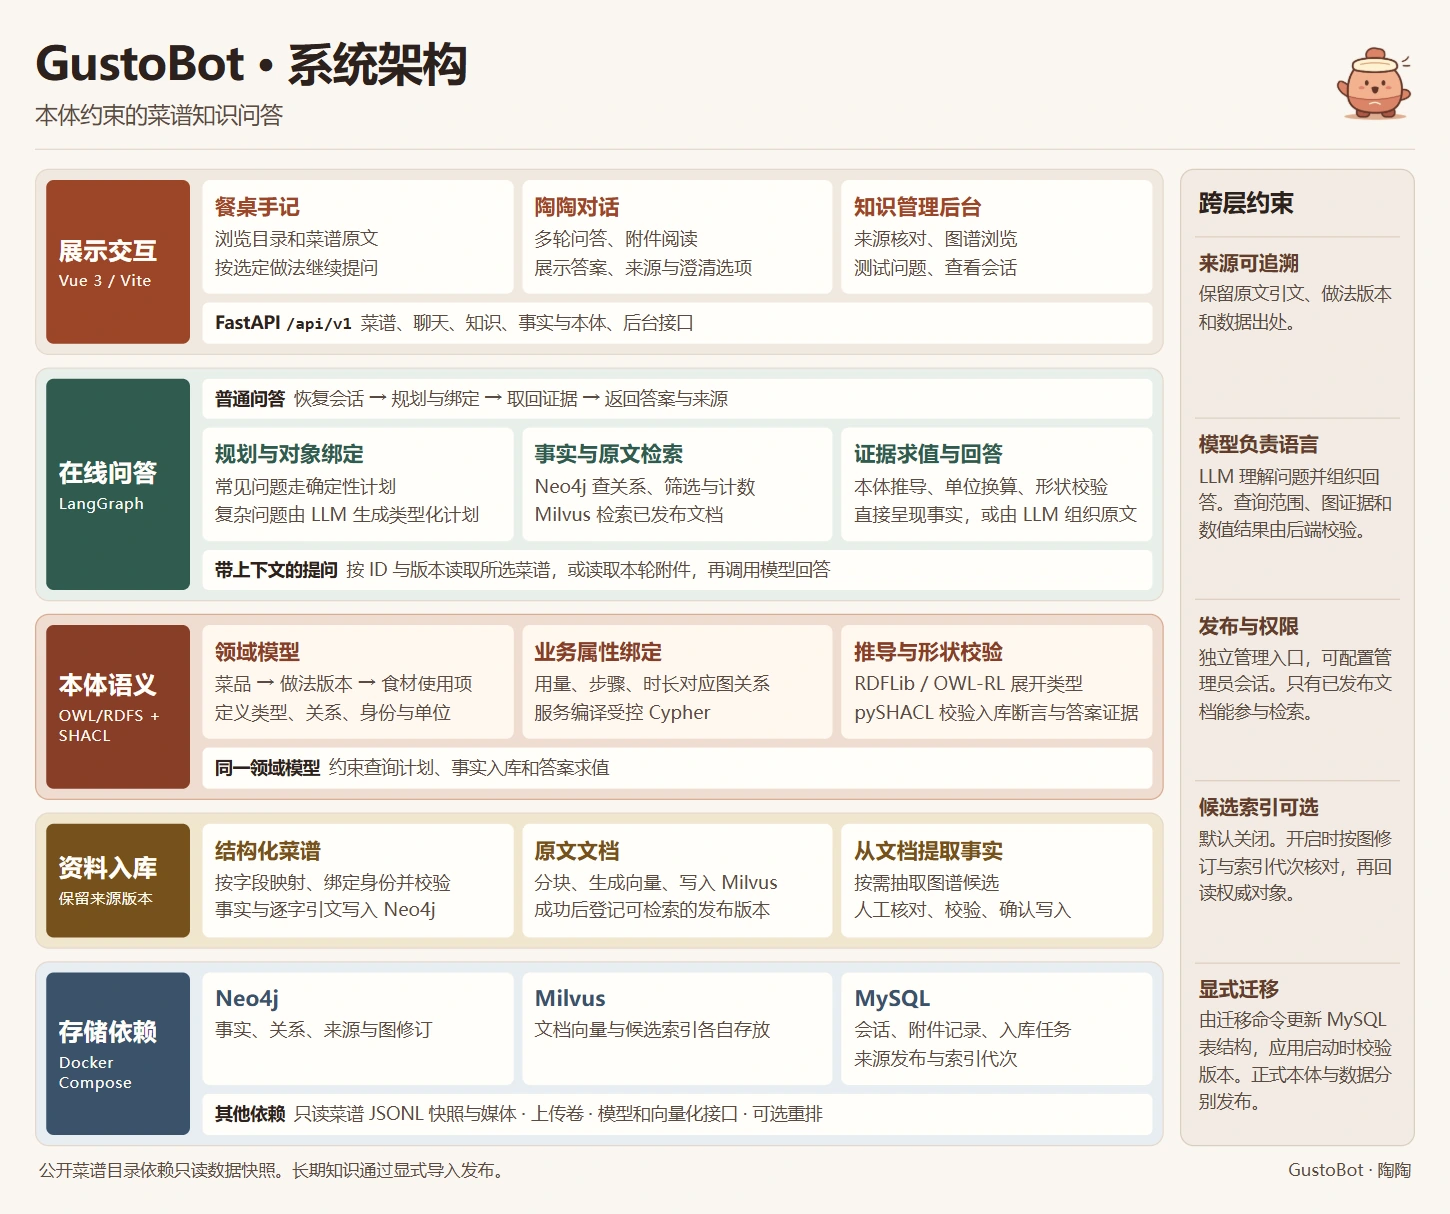 GustoBot • 系统架构
本体约束的菜谱知识问答
展示交互
Vue 3 / Vite
餐桌手记
浏览目录和菜谱原文
按选定做法继续提问
陶陶对话
多轮问答、附件阅读
展示答案、来源与澄清选项
知识管理后台
来源核对、图谱浏览
测试问题、查看会话
FastAPI /api/v1 菜谱、聊天、知识、事实与本体、后台接口
在线问答
LangGraph
普通问答 恢复会话 → 规划与绑定 → 取回证据 → 返回答案与来源
规划与对象绑定
常见问题走确定性计划
复杂问题由 LLM 生成类型化计划
事实与原文检索
Neo4j 查关系、筛选与计数
Milvus 检索已发布文档
证据求值与回答
本体推导、单位换算、形状校验
直接呈现事实，或由 LLM 组织原文
带上下文的提问 按 ID 与版本读取所选菜谱，或读取本轮附件，再调用模型回答
本体语义
OWL/RDFS +
SHACL
领域模型
菜品 → 做法版本 → 食材使用项
定义类型、关系、身份与单位
业务属性绑定
用量、步骤、时长对应图关系
服务编译受控 Cypher
推导与形状校验
RDFLib / OWL-RL 展开类型
pySHACL 校验入库断言与答案证据
同一领域模型 约束查询计划、事实入库和答案求值
资料入库
保留来源版本
结构化菜谱
按字段映射、绑定身份并校验
事实与逐字引文写入 Neo4j
原文文档
分块、生成向量、写入 Milvus
成功后登记可检索的发布版本
从文档提取事实
按需抽取图谱候选
人工核对、校验、确认写入
存储依赖
Docker
Compose
Neo4j
事实、关系、来源与图修订
Milvus
文档向量与候选索引各自存放
MySQL
会话、附件记录、入库任务
来源发布与索引代次
其他依赖 只读菜谱 JSONL 快照与媒体 · 上传卷 · 模型和向量化接口 · 可选重排
跨层约束
来源可追溯
保留原文引文、做法版本
和数据出处。
模型负责语言
LLM 理解问题并组织回
答。查询范围、图证据和
数值结果由后端校验。
发布与权限
独立管理入口，可配置管
理员会话。只有已发布文
档能参与检索。
候选索引可选
默认关闭。开启时按图修
订与索引代次核对，再回
读权威对象。
显式迁移
由迁移命令更新 MySQL
表结构，应用启动时校验
版本。正式本体与数据分
别发布。
公开菜谱目录依赖只读数据快照。长期知识通过显式导入发布。
GustoBot · 陶陶